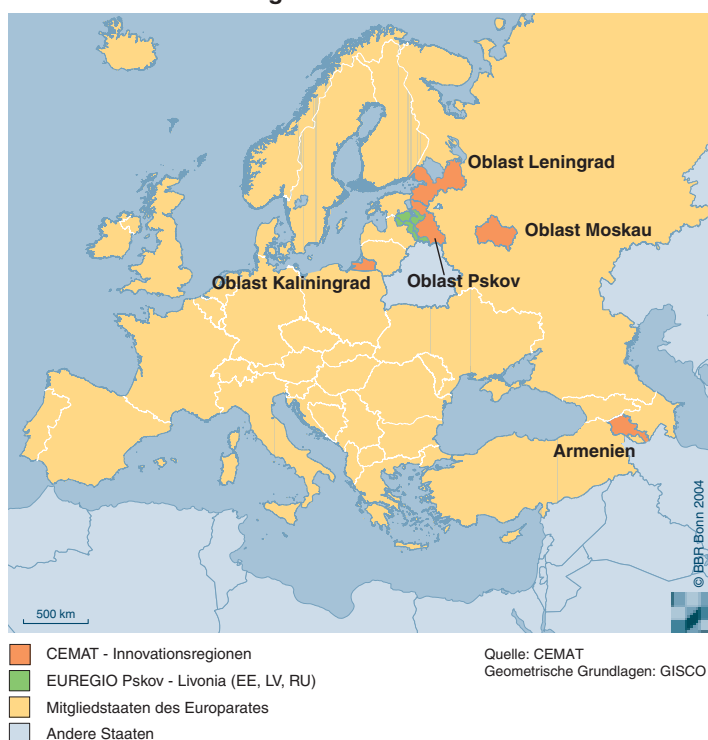 Oblast Leningrad
Oblast Moskau
Oblast Kaliningrad
Oblast Pskov
Armenien
© BBR Bonn 2004
500 km
CEMAT - Innovationsregionen
EUREGIO Pskov - Livonia (EE, LV, RU)
Mitgliedstaaten des Europarates
Andere Staaten
Quelle: CEMAT
Geometrische Grundlagen: GISCO